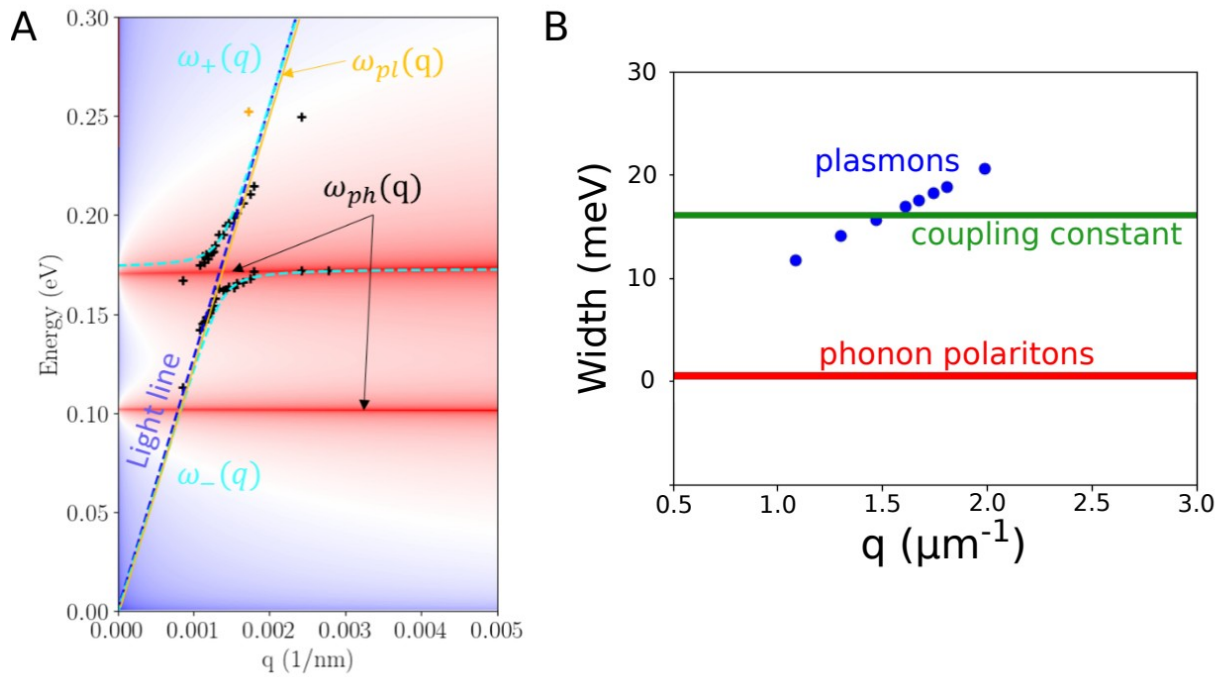 A
0.30
0.25
0.20
0.15
0.10
0.05
0.00
Energy (eV)
ω₊(q)
ωₚₗ(q)
ωₚₕ(q)
Light line
ω₋(q)
0.000 0.001 0.002 0.003 0.004 0.005
q (1/nm)
B
30
20
10
0
Width (meV)
plasmons
coupling constant
phonon polaritons
0.5 1.0 1.5 2.0 2.5 3.0
q (μm⁻¹)